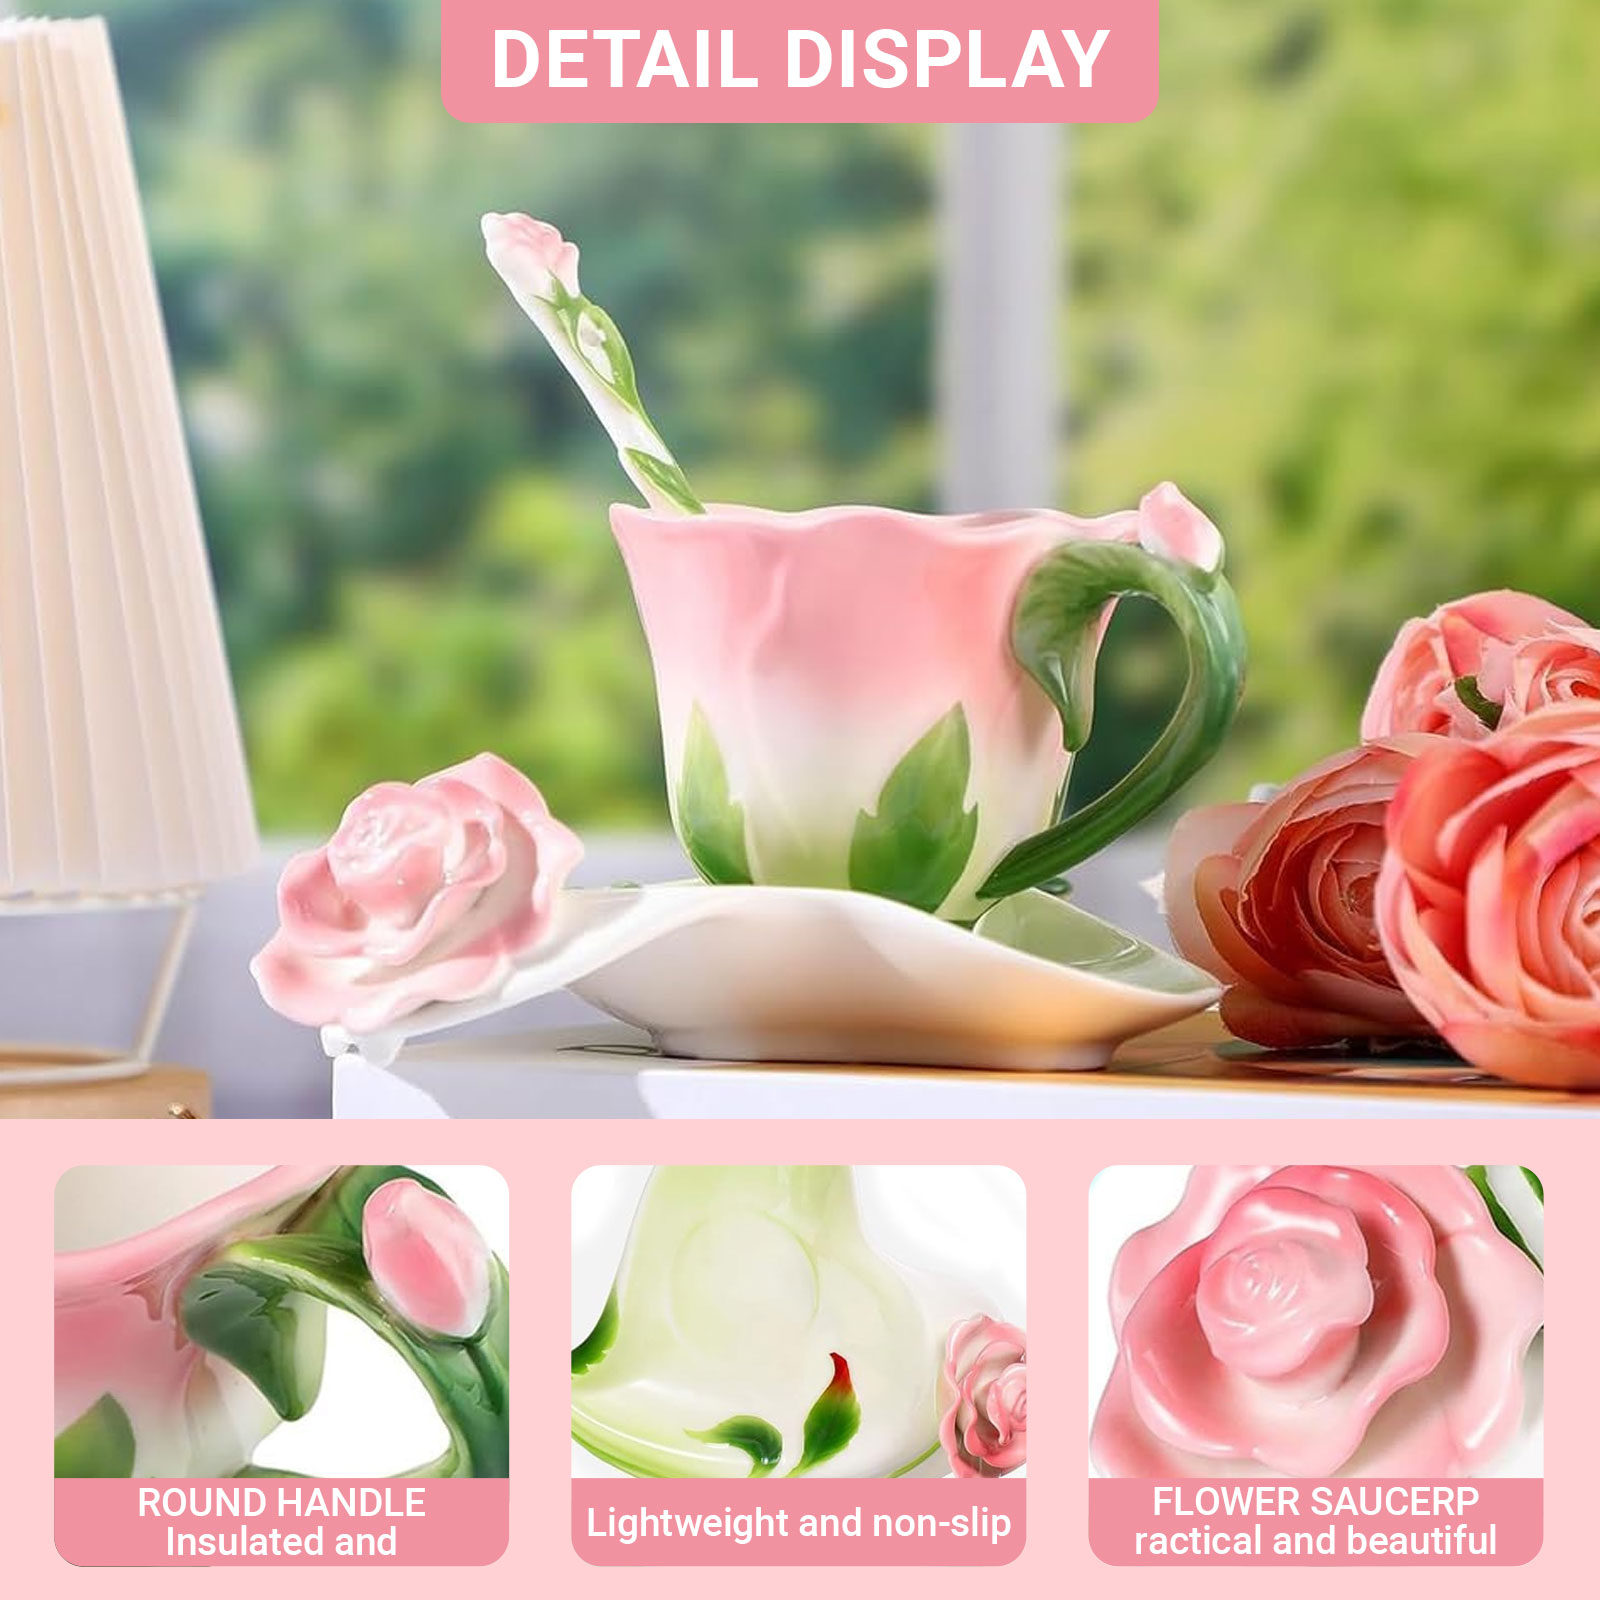 DETAIL DISPLAY
ROUND HANDLE
Insulated and
Lightweight and non-slip
FLOWER SAUCERP
ractical and beautiful